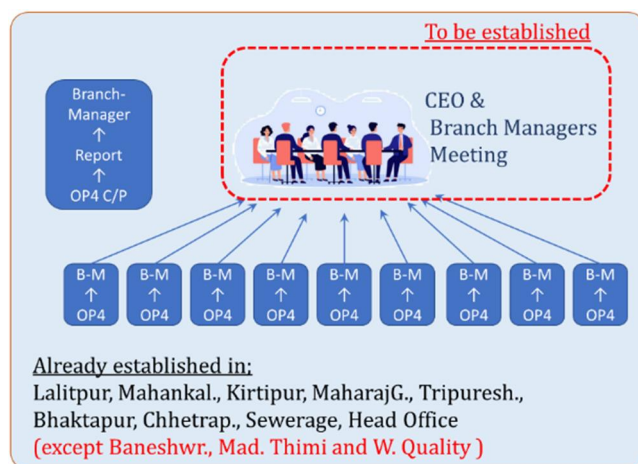 To be established
Branch-
Manager
↑
Report
↑
OP4 C/P
CEO &
Branch Managers
Meeting
B-M B-M B-M B-M B-M B-M B-M B-M B-M
↑ ↑ ↑ ↑ ↑ ↑ ↑ ↑ ↑
OP4 OP4 OP4 OP4 OP4 OP4 OP4 OP4 OP4
Already established in:
Lalitpur, Mahankal., Kirtipur, MaharajG., Tripuresh.,
Bhaktapur, Chhetrap., Sewerage, Head Office
(except Baneshwr., Mad. Thimi and W. Quality )